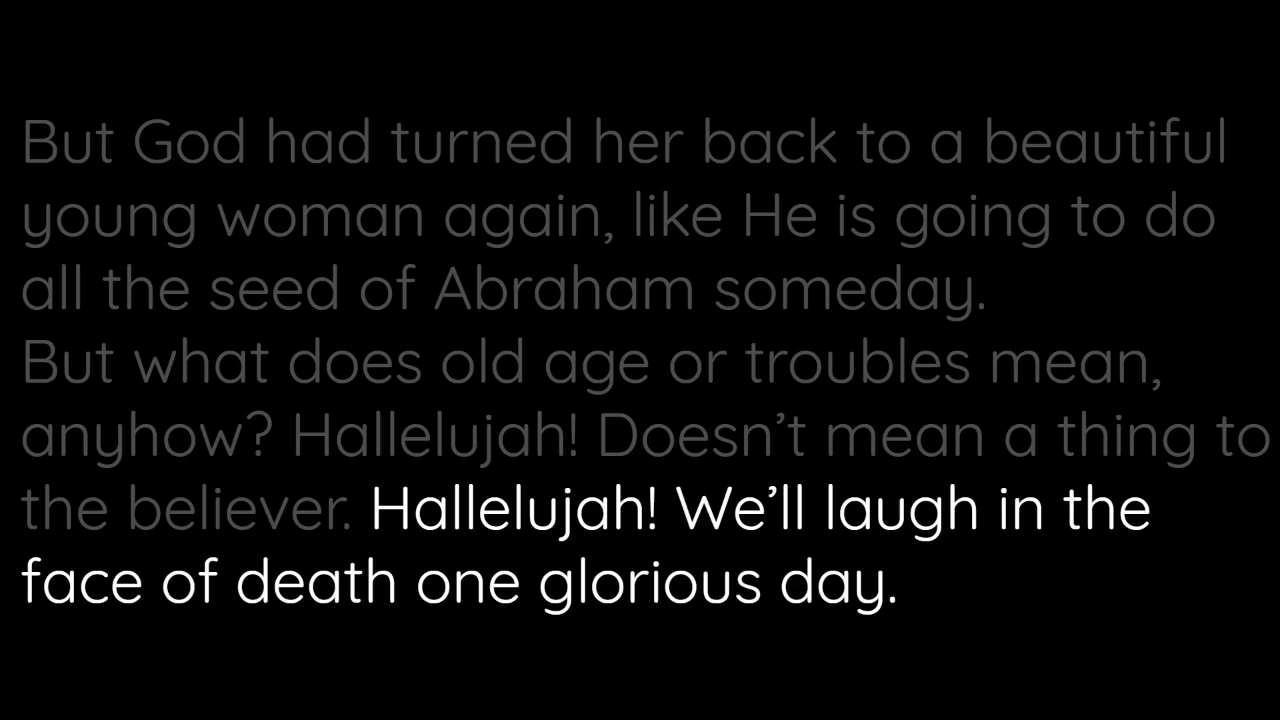 But God had turned her back to a beautiful
young woman again, like He is going to do
all the seed of Abraham someday.
But what does old age or troubles mean,
anyhow? Hallelujah! Doesn’t mean a thing to
the believer. Hallelujah! We’ll laugh in the
face of death one glorious day.